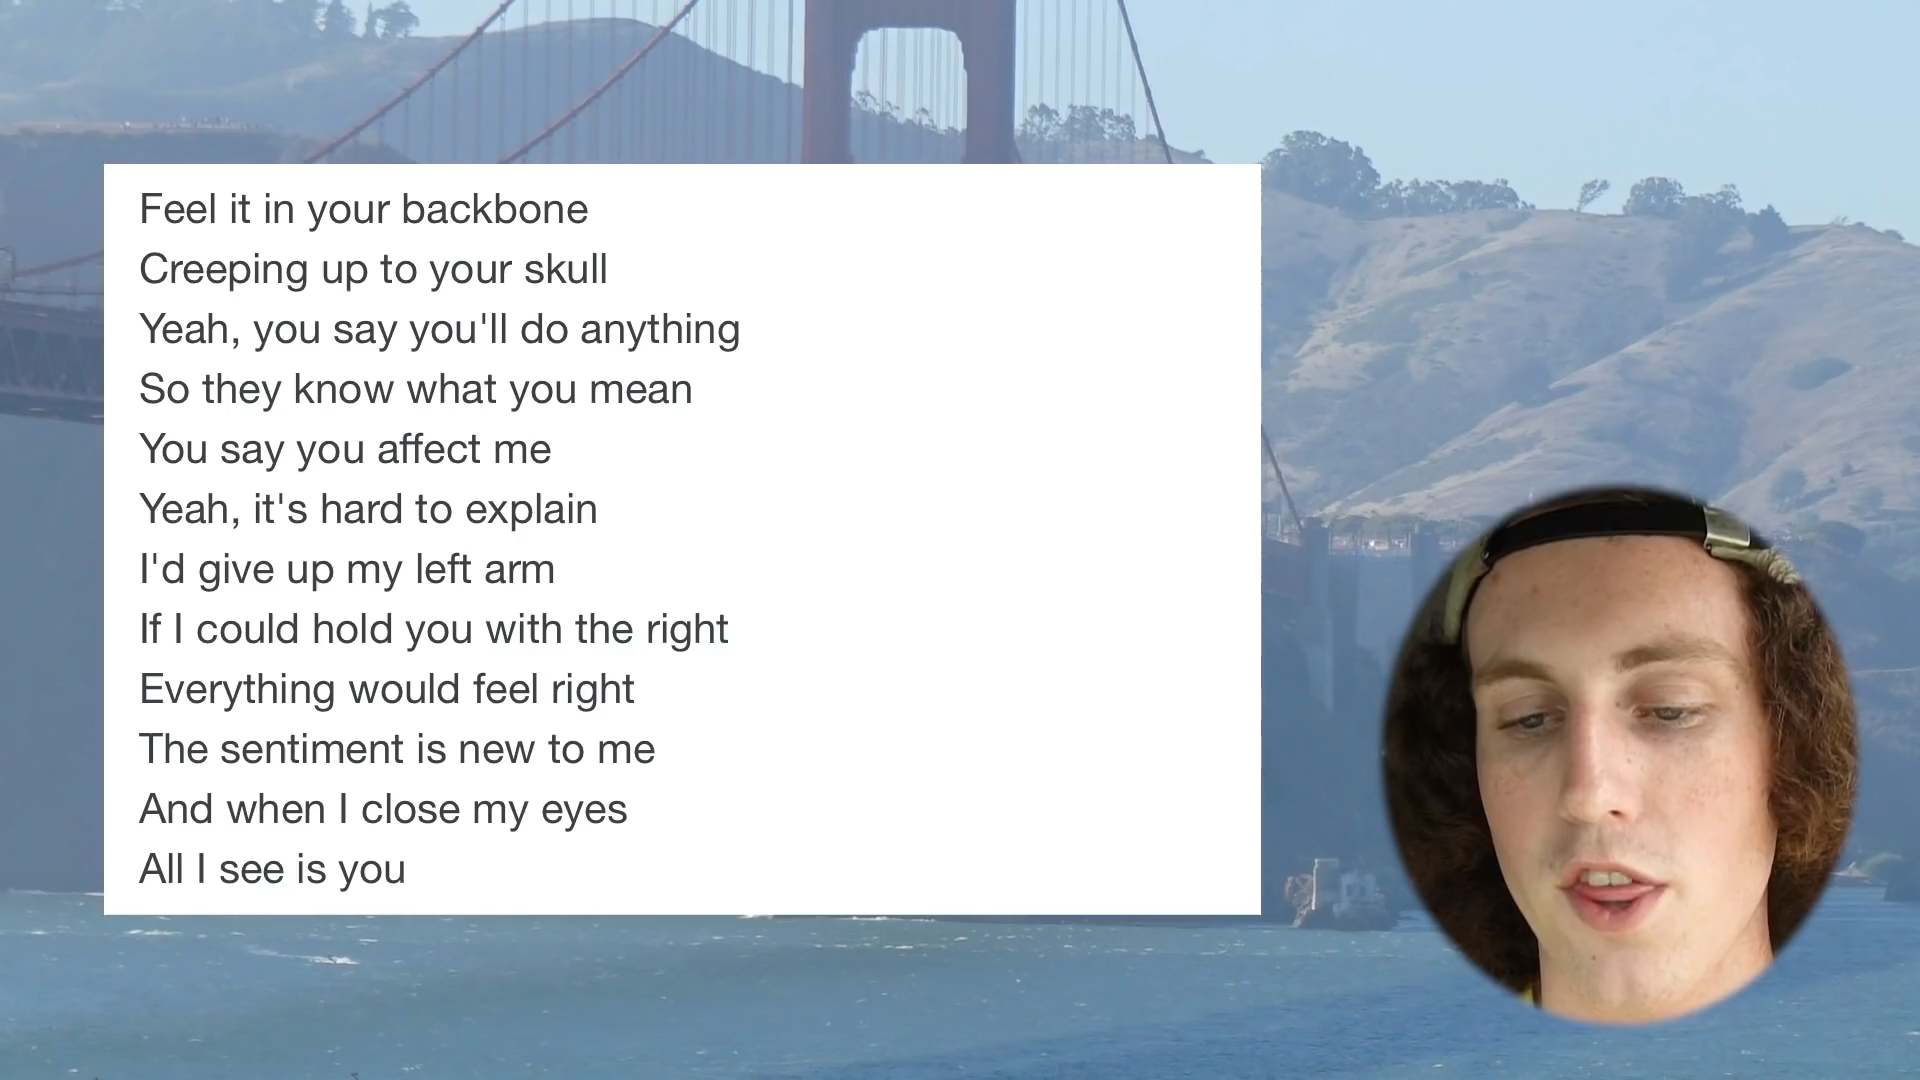 Feel it in your backbone
Creeping up to your skull
Yeah, you say you'll do anything
So they know what you mean
You say you affect me
Yeah, it's hard to explain
I'd give up my left arm
If I could hold you with the right
Everything would feel right
The sentiment is new to me
And when I close my eyes
All I see is you